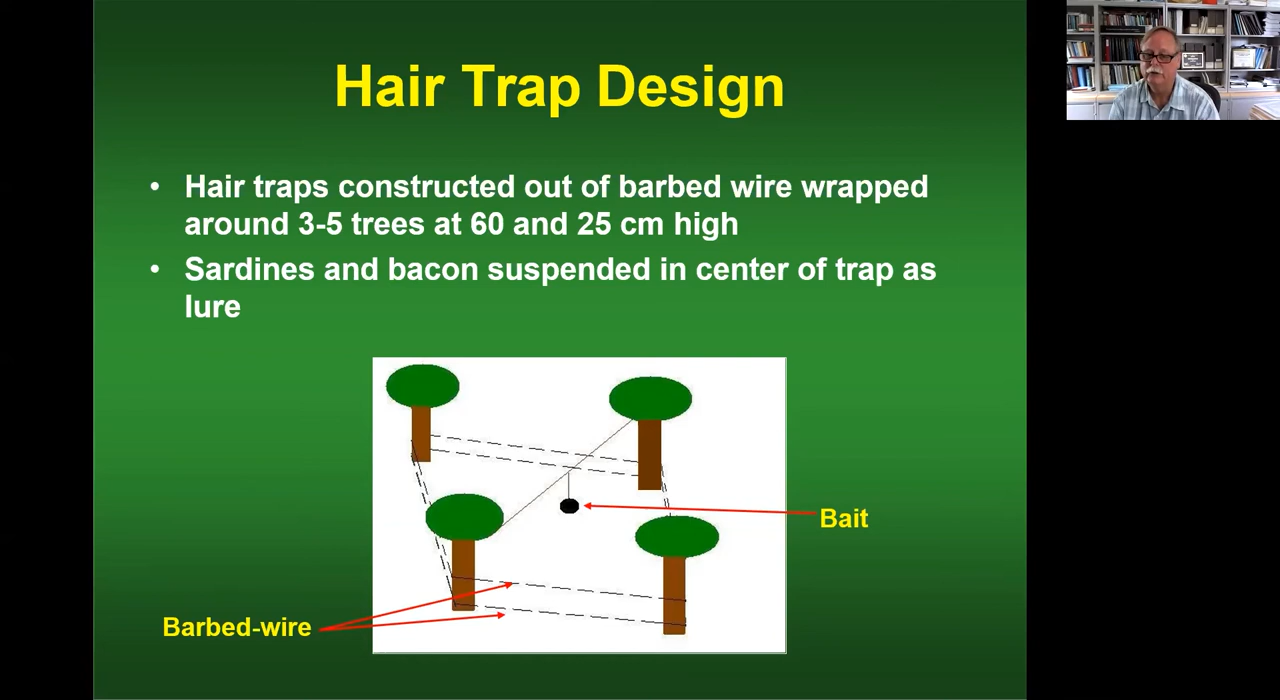 Hair Trap Design
• Hair traps constructed out of barbed wire wrapped
around 3-5 trees at 60 and 25 cm high
• Sardines and bacon suspended in center of trap as
lure
Bait
Barbed-wire